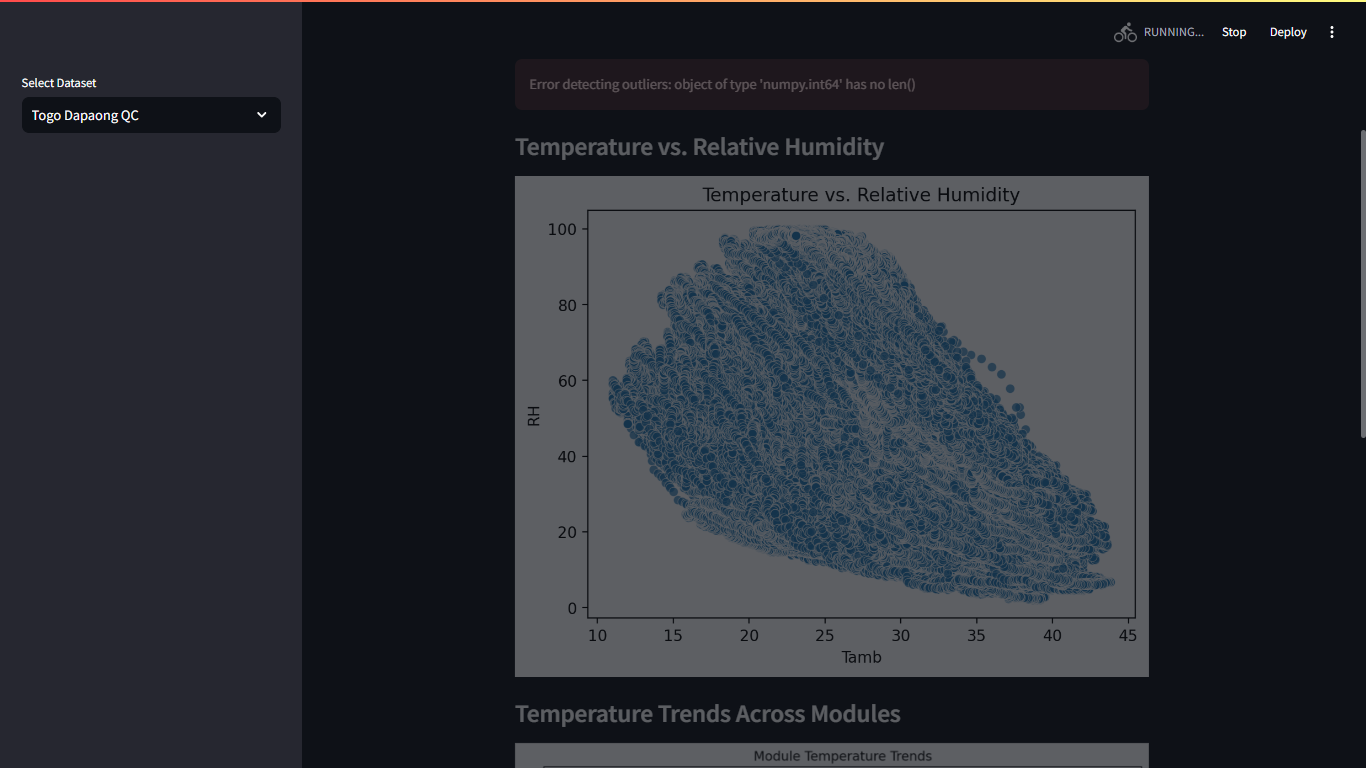 RUNNING...
Stop
Deploy
Select Dataset
Togo Dapaong QC
Error detecting outliers: object of type 'numpy.int64' has no len()
Temperature vs. Relative Humidity
Temperature vs. Relative Humidity
100
80
60
40
20
0
RH
10 15 20 25 30 35 40 45
Tamb
Temperature Trends Across Modules
Module Temperature Trends